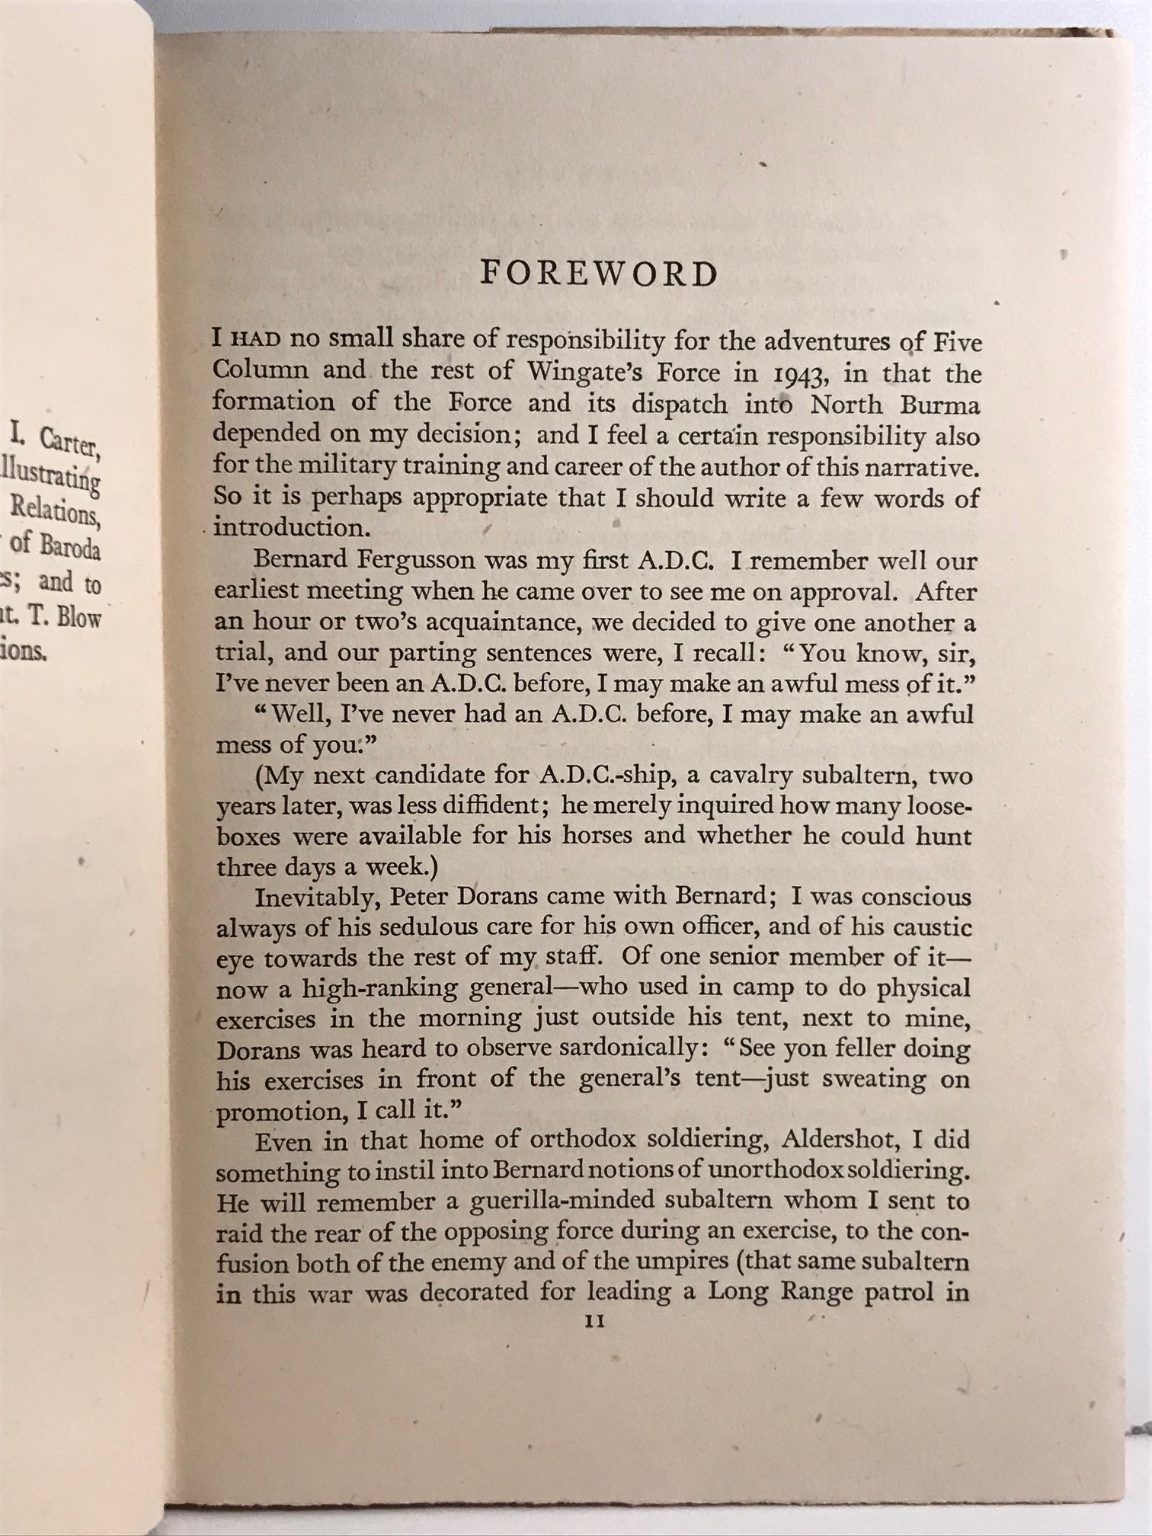 I. Carter,
llustrating
Relations,
of Baroda
es; and to
T. Blow
ions.
FOREWORD
I HAD no small share of responsibility for the adventures of Five
Column and the rest of Wingate's Force in 1943, in that the
formation of the Force and its dispatch into North Burma
depended on my decision; and I feel a certain responsibility also
for the military training and career of the author of this narrative.
So it is perhaps appropriate that I should write a few words of
introduction.
Bernard Fergusson was my first A.D.C. I remember well our
earliest meeting when he came over to see me on approval. After
an hour or two's acquaintance, we decided to give one another a
trial, and our parting sentences were, I recall: “You know, sir,
I've never been an A.D.C. before, I may make an awful mess of it.”
“Well, I've never had an A.D.C. before, I may make an awful
mess of you.”
(My next candidate for A.D.C.-ship, a cavalry subaltern, two
years later, was less diffident; he merely inquired how many loose-
boxes were available for his horses and whether he could hunt
three days a week.)
Inevitably, Peter Dorans came with Bernard; I was conscious
always of his sedulous care for his own officer, and of his caustic
eye towards the rest of my staff. Of one senior member of it—
now a high-ranking general—who used in camp to do physical
exercises in the morning just outside his tent, next to mine,
Dorans was heard to observe sardonically: “See yon feller doing
his exercises in front of the general's tent—just sweating on
promotion, I call it.”
Even in that home of orthodox soldiering, Aldershot, I did
something to instil into Bernard notions of unorthodox soldiering.
He will remember a guerilla-minded subaltern whom I sent to
raid the rear of the opposing force during an exercise, to the con-
fusion both of the enemy and of the umpires (that same subaltern
in this war was decorated for leading a Long Range patrol in
11